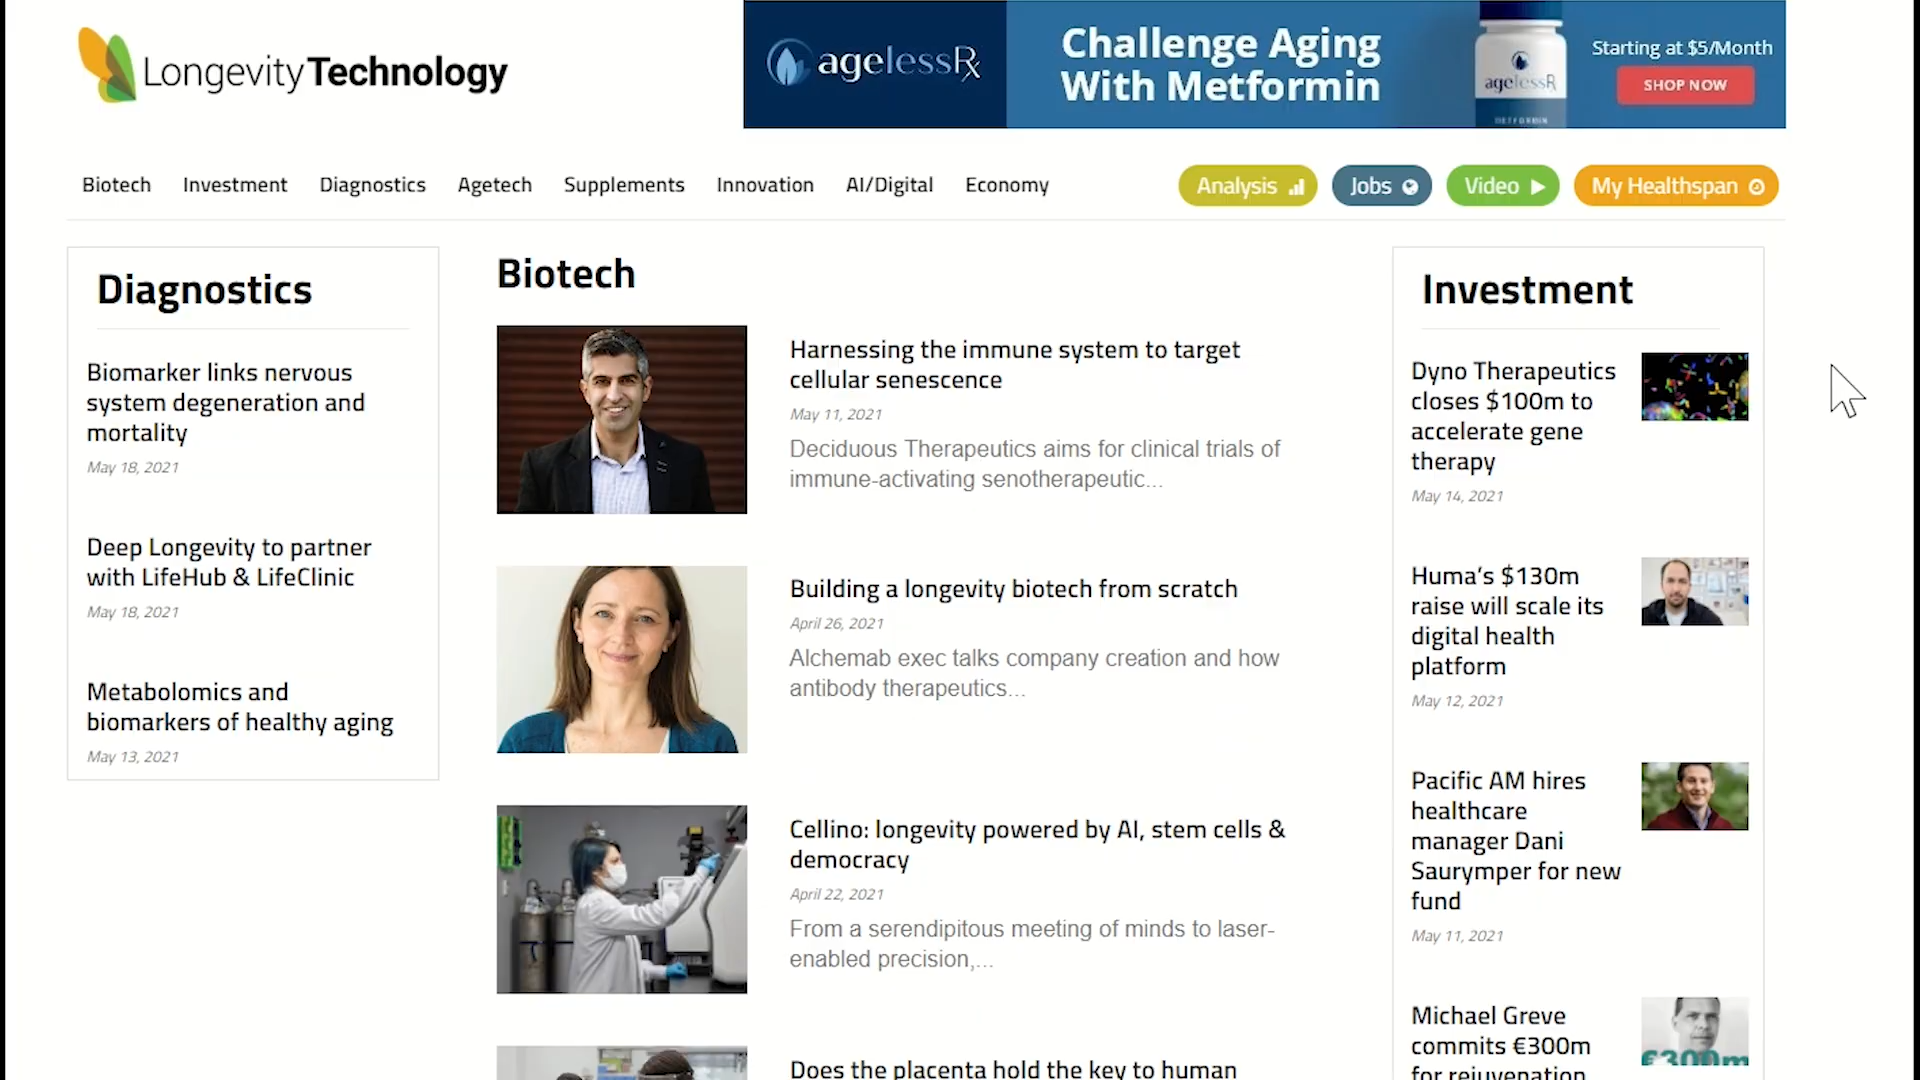 Longevity Technology
agelessRx
Challenge Aging
With Metformin
agelessRx
METFORMIN
Starting at $5/Month
SHOP NOW
Biotech Investment Diagnostics Agetech Supplements Innovation AI/Digital Economy Analysis Jobs Video My Healthspan
Diagnostics
Biomarker links nervous
system degeneration and
mortality
May 18, 2021
Deep Longevity to partner
with LifeHub & LifeClinic
May 18, 2021
Metabolomics and
biomarkers of healthy aging
May 13, 2021
Biotech
Harnessing the immune system to target
cellular senescence
May 11, 2021
Deciduous Therapeutics aims for clinical trials of
immune-activating senotherapeutic...
Building a longevity biotech from scratch
April 26, 2021
Alchemab exec talks company creation and how
antibody therapeutics...
Cellino: longevity powered by AI, stem cells &
democracy
April 22, 2021
From a serendipitous meeting of minds to laser-
enabled precision,...
Does the placenta hold the key to human
Investment
Dyno Therapeutics
closes $100m to
accelerate gene
therapy
May 14, 2021
Huma’s $130m
raise will scale its
digital health
platform
May 12, 2021
Pacific AM hires
healthcare
manager Dani
Saurymper for new
fund
May 11, 2021
Michael Greve
commits €300m
for rejuvenation
€300m